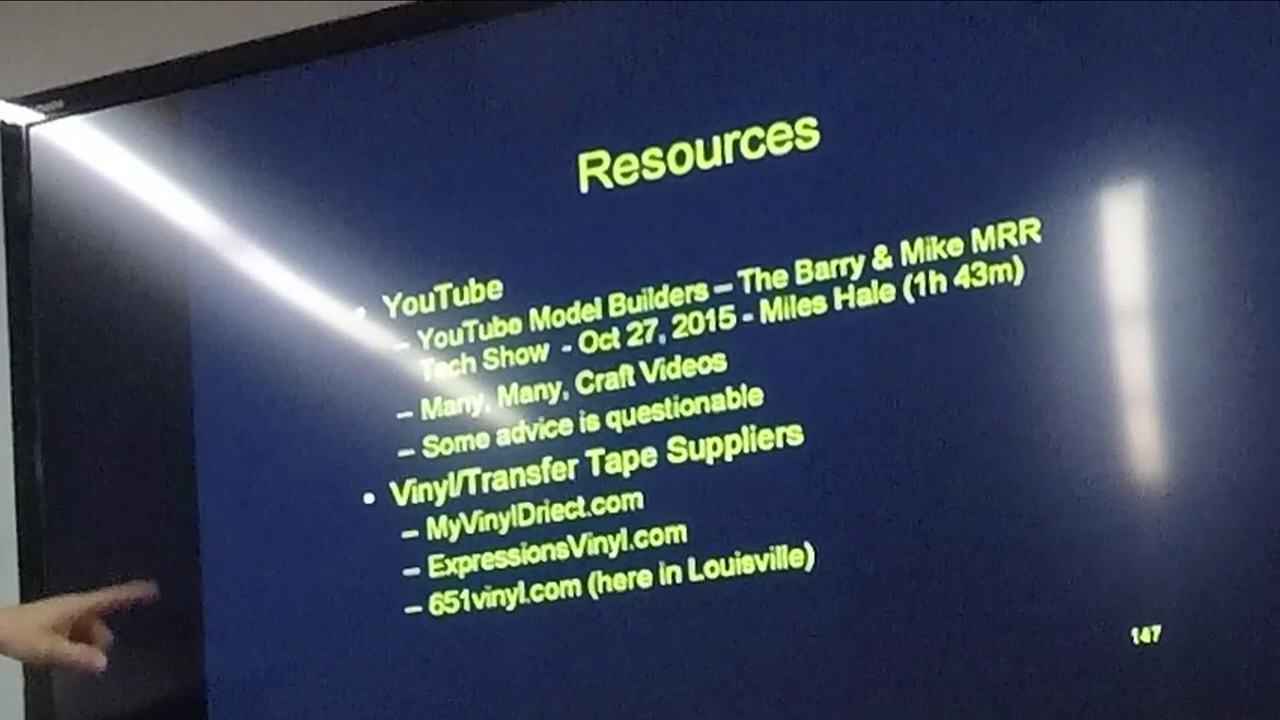 Resources
• YouTube
– YouTube Model Builders – The Barry & Mike MRR
Tech Show - Oct 27, 2015 - Miles Hale (1h 43m)
– Many, Many, Craft Videos
– Some advice is questionable
• Vinyl/Transfer Tape Suppliers
– MyVinylDriect.com
– ExpressionsVinyl.com
– 651vinyl.com (here in Louisville)
147